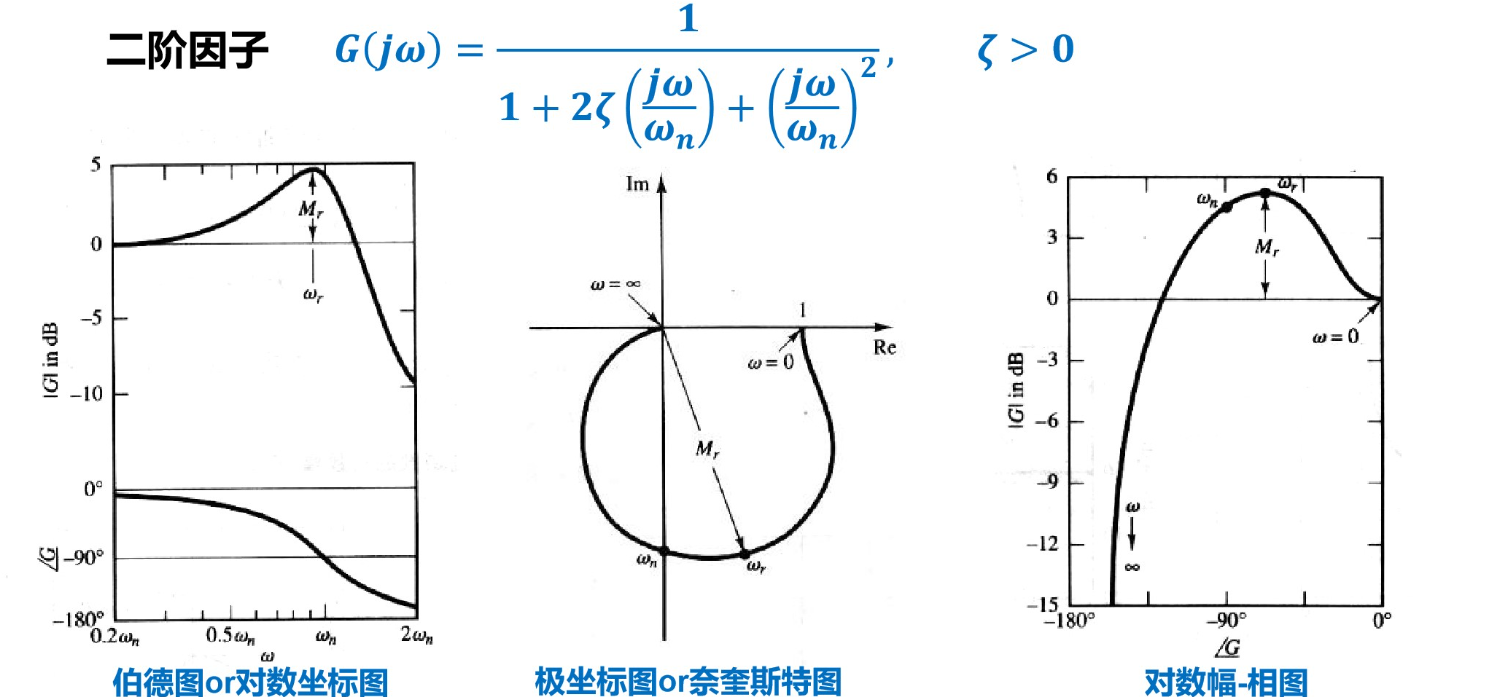 二阶因子 G(jω) = 1 / (1 + 2ζ(jω/ωₙ) + (jω/ωₙ)²), ζ > 0
5
0
−5
−10
|G| in dB
Mᵣ
ωᵣ
0°
−90°
−180°
∠G
0.2ωₙ 0.5ωₙ ωₙ 2ωₙ
ω
伯德图or对数坐标图
Im
ω = ∞
1
Re
ω = 0
Mᵣ
ωₙ
ωᵣ
极坐标图or奈奎斯特图
6
3
0
−3
−6
−9
−12
−15
|G| in dB
ωₙ
ωᵣ
Mᵣ
ω = 0
ω
∞
−180° −90° 0°
∠G
对数幅-相图